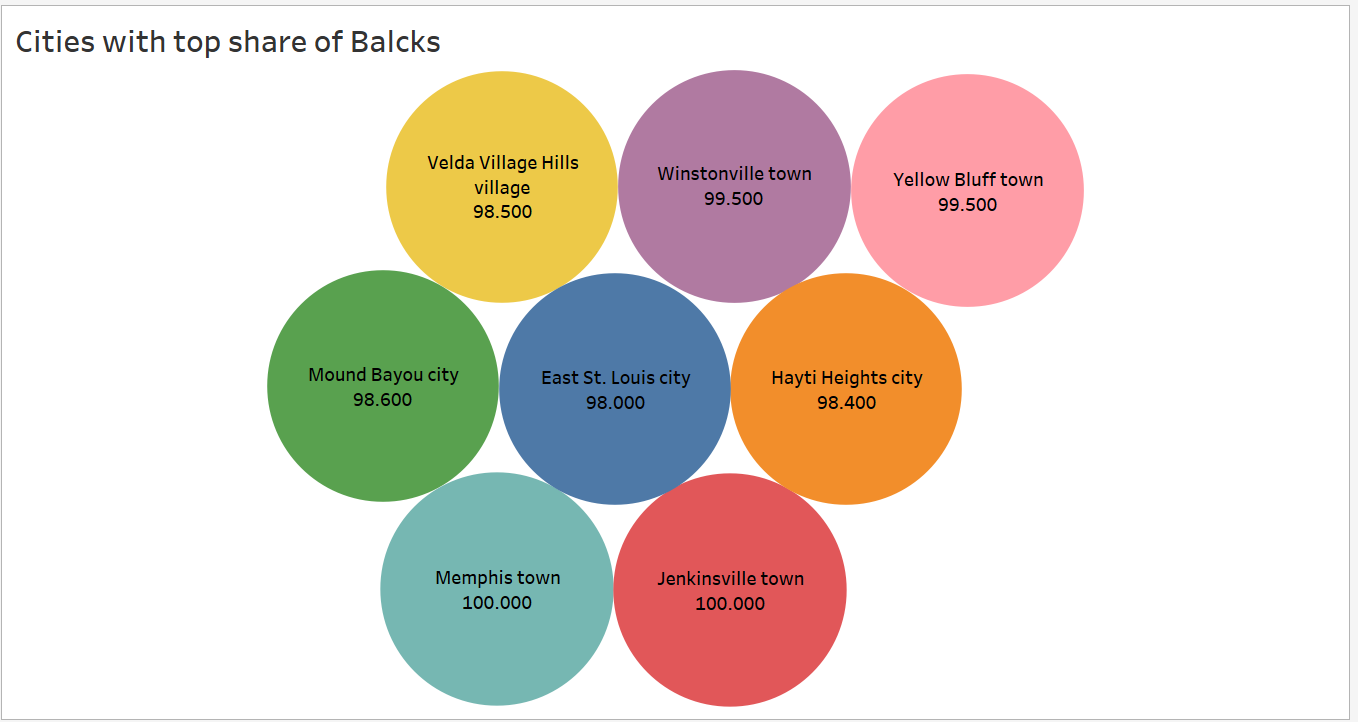 Cities with top share of Balcks
Velda Village Hills
village
98.500
Winstonville town
99.500
Yellow Bluff town
99.500
Mound Bayou city
98.600
East St. Louis city
98.000
Hayti Heights city
98.400
Memphis town
100.000
Jenkinsville town
100.000